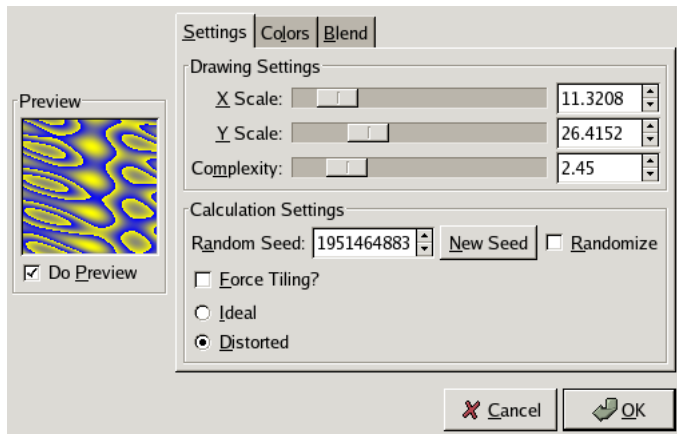 Settings Colors Blend
Drawing Settings
Preview
X Scale: 11.3208
Y Scale: 26.4152
Complexity: 2.45
Calculation Settings
Random Seed: 1951464883 New Seed Randomize
Do Preview
Force Tiling?
Ideal
Distorted
Cancel OK